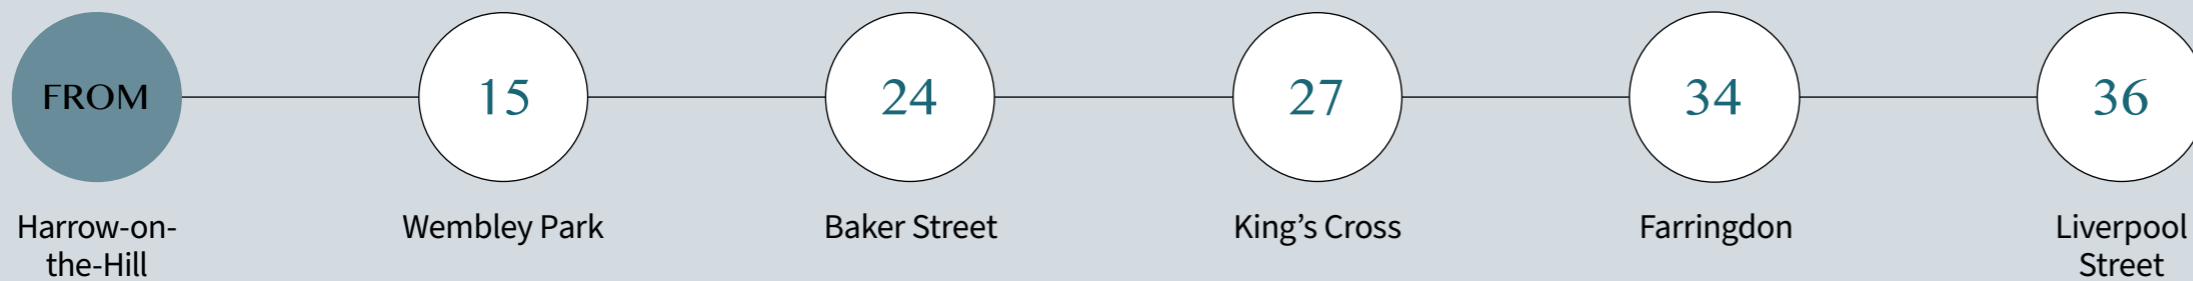 FROM
15
24
27
34
36
Harrow-on-
the-Hill
Wembley Park
Baker Street
King’s Cross
Farringdon
Liverpool
Street